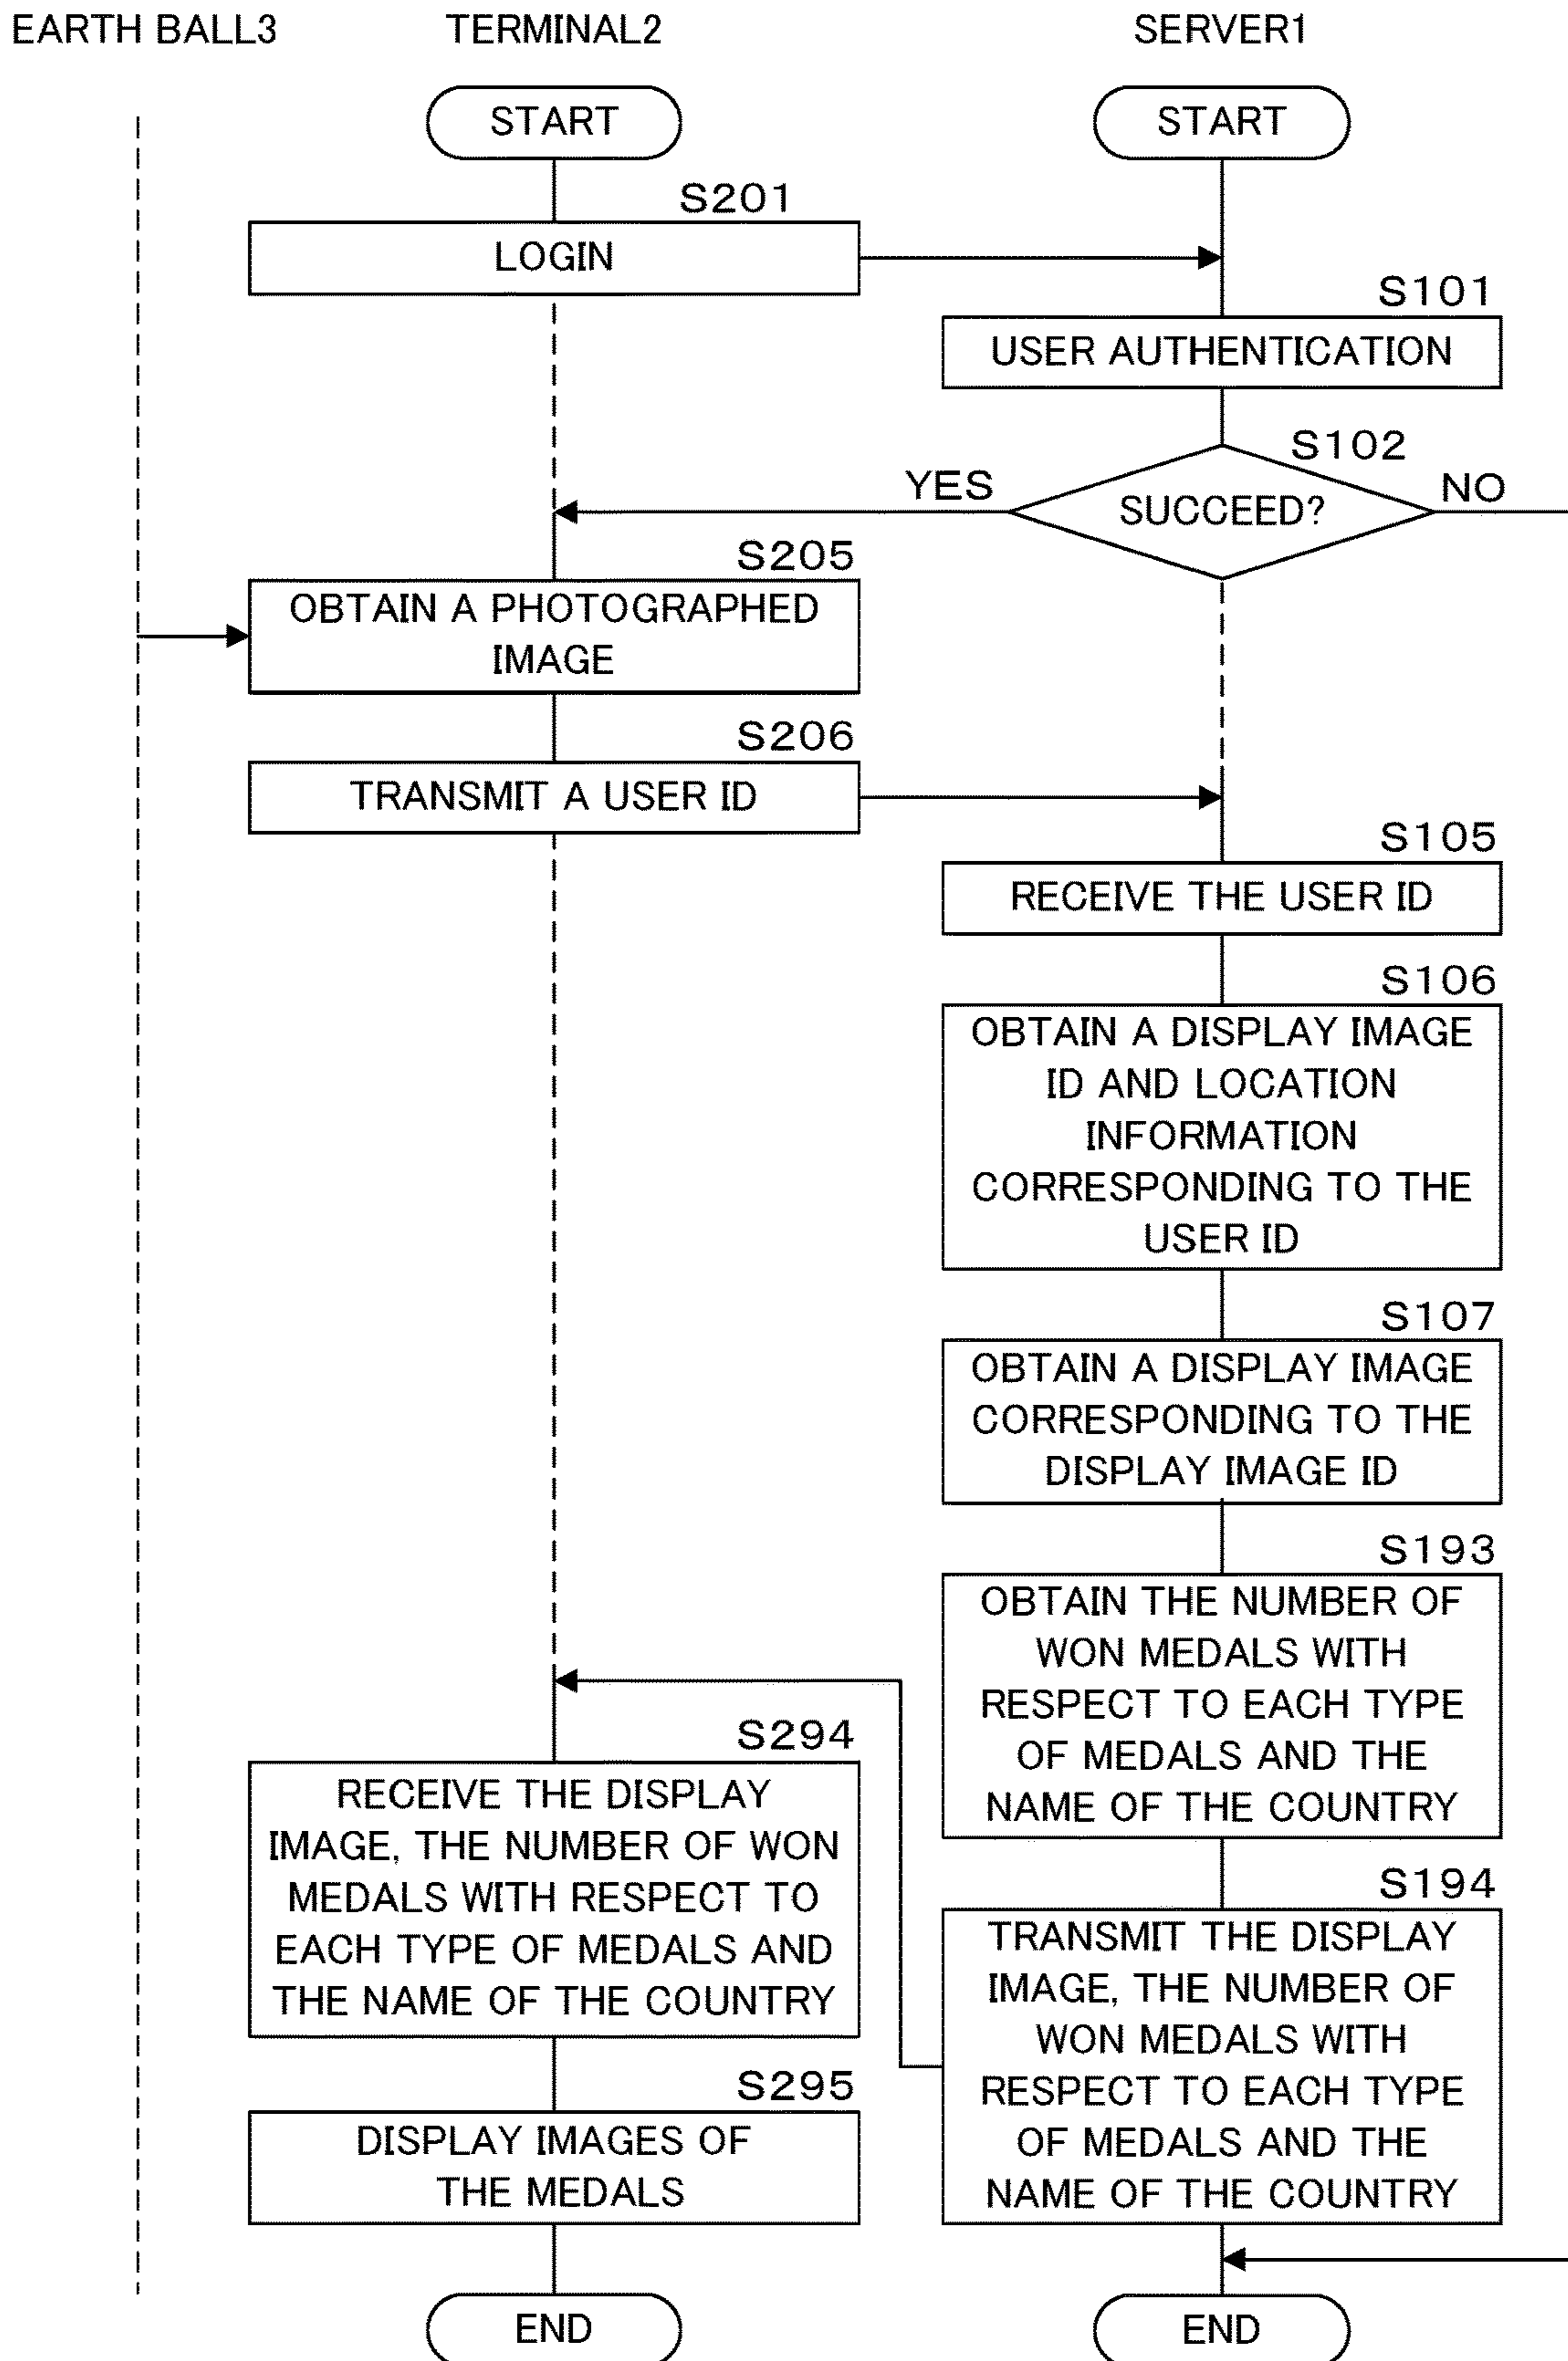 EARTH BALL3 TERMINAL2 SERVER1
START START
S201
LOGIN
S101
USER AUTHENTICATION
S102
YES SUCCEED? NO
S205
OBTAIN A PHOTOGRAPHED
IMAGE
S206
TRANSMIT A USER ID
S105
RECEIVE THE USER ID
S106
OBTAIN A DISPLAY IMAGE
ID AND LOCATION
INFORMATION
CORRESPONDING TO THE
USER ID
S107
OBTAIN A DISPLAY IMAGE
CORRESPONDING TO THE
DISPLAY IMAGE ID
S193
OBTAIN THE NUMBER OF
WON MEDALS WITH
RESPECT TO EACH TYPE
OF MEDALS AND THE
NAME OF THE COUNTRY
S294
RECEIVE THE DISPLAY
IMAGE, THE NUMBER OF WON
MEDALS WITH RESPECT TO
EACH TYPE OF MEDALS AND
THE NAME OF THE COUNTRY
S194
TRANSMIT THE DISPLAY
IMAGE, THE NUMBER OF
WON MEDALS WITH
RESPECT TO EACH TYPE
OF MEDALS AND THE
NAME OF THE COUNTRY
S295
DISPLAY IMAGES OF
THE MEDALS
END END